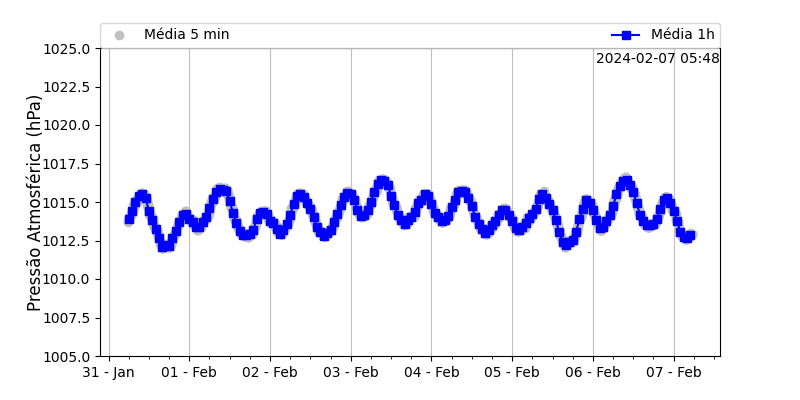 Média 5 min
Média 1h
2024-02-07 05:48
Pressão Atmosférica (hPa)
1025.0
1022.5
1020.0
1017.5
1015.0
1012.5
1010.0
1007.5
1005.0
31 - Jan
01 - Feb
02 - Feb
03 - Feb
04 - Feb
05 - Feb
06 - Feb
07 - Feb